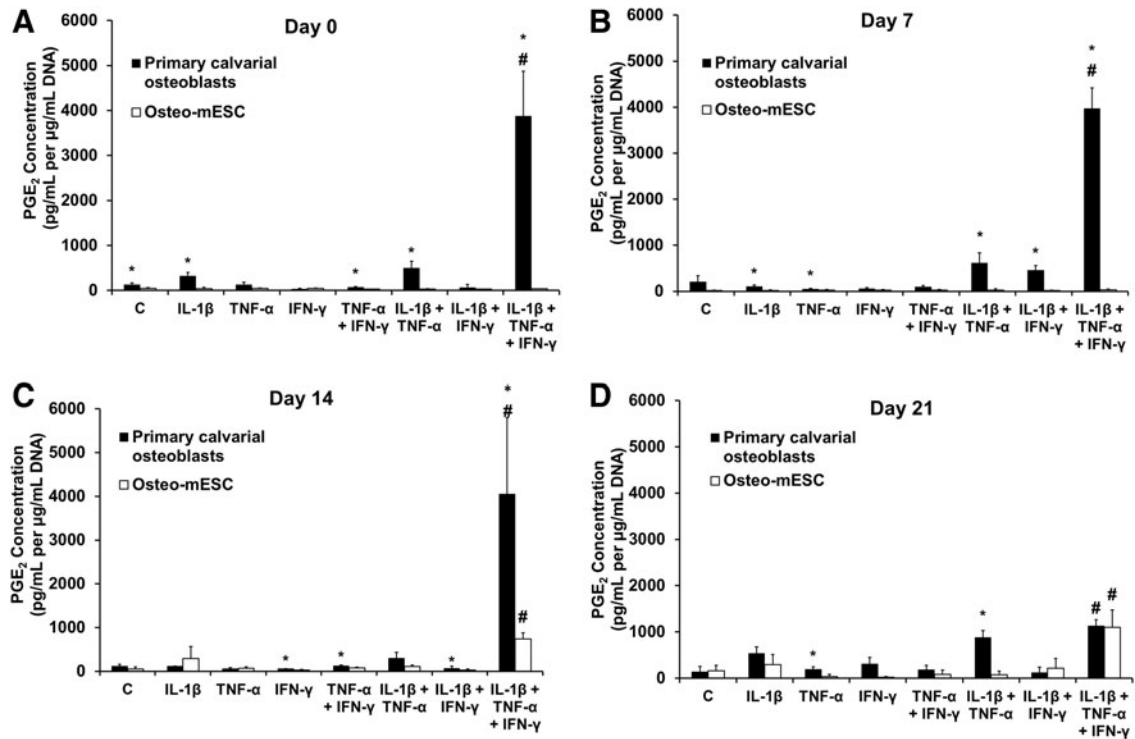 A
Day 0
6000
5000
4000
3000
2000
1000
0
PGE₂ Concentration
(pg/mL per µg/mL DNA)
Primary calvarial
osteoblasts
Osteo-mESC
*
*
*
*
*
#
C
IL-1β
TNF-α
IFN-γ
TNF-α
+ IFN-γ
IL-1β +
TNF-α
IL-1β +
IFN-γ
IL-1β +
TNF-α
+ IFN-γ
B
Day 7
6000
5000
4000
3000
2000
1000
0
PGE₂ Concentration
(pg/mL per µg/mL DNA)
Primary calvarial
osteoblasts
Osteo-mESC
*
*
*
*
*
#
C
IL-1β
TNF-α
IFN-γ
TNF-α
+ IFN-γ
IL-1β +
TNF-α
IL-1β +
IFN-γ
IL-1β +
TNF-α
+ IFN-γ
C
Day 14
6000
5000
4000
3000
2000
1000
0
PGE₂ Concentration
(pg/mL per µg/mL DNA)
Primary calvarial
osteoblasts
Osteo-mESC
*
*
*
*
#
#
C
IL-1β
TNF-α
IFN-γ
TNF-α
+ IFN-γ
IL-1β +
TNF-α
IL-1β +
IFN-γ
IL-1β +
TNF-α
+ IFN-γ
D
Day 21
6000
5000
4000
3000
2000
1000
0
PGE₂ Concentration
(pg/mL per µg/mL DNA)
Primary calvarial
osteoblasts
Osteo-mESC
*
*
# #
C
IL-1β
TNF-α
IFN-γ
TNF-α
+ IFN-γ
IL-1β +
TNF-α
IL-1β +
IFN-γ
IL-1β +
TNF-α
+ IFN-γ